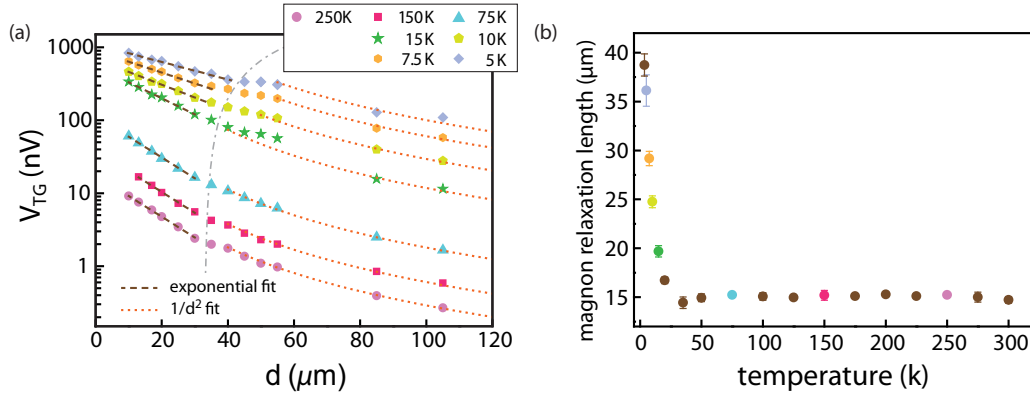 (a)
250K 150K 75K
15K 10K
7.5K 5K
1000
100
10
1
V_TG (nV)
exponential fit
1/d² fit
0 20 40 60 80 100 120
d (μm)
(b)
40
35
30
25
20
15
magnon relaxation length (μm)
0 50 100 150 200 250 300
temperature (k)